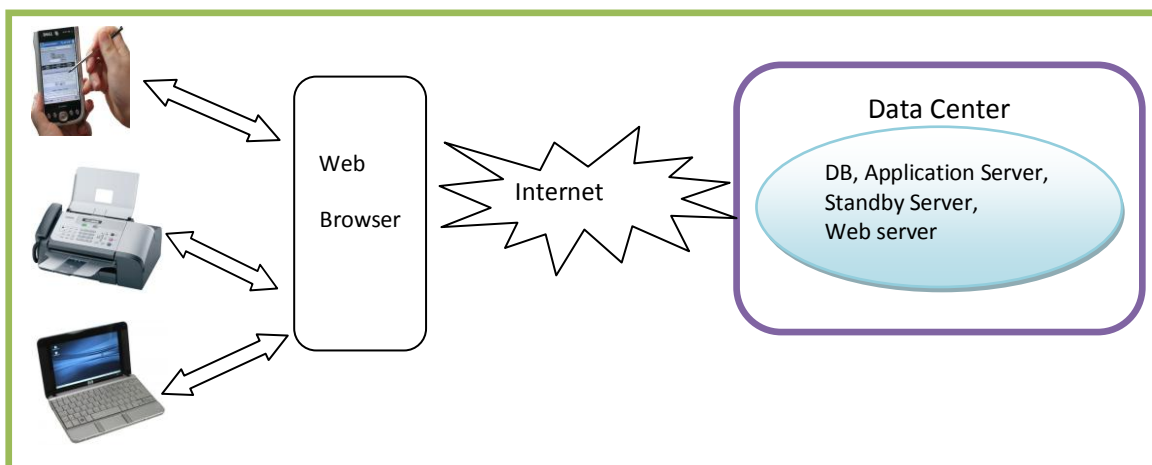 Web
Browser
Internet
Data Center
DB, Application Server,
Standby Server,
Web server